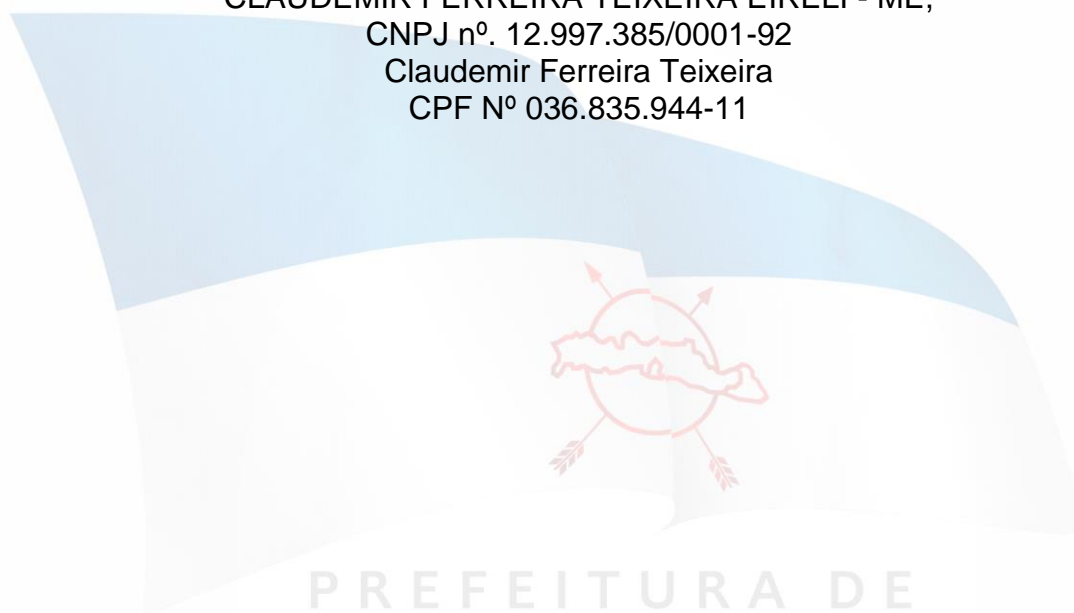 CLAUDEMIR FERREIRA TEIXEIRA EIRELI - ME,
CNPJ nº. 12.997.385/0001-92
Claudemir Ferreira Teixeira
CPF Nº 036.835.944-11
PREFEITURA DE